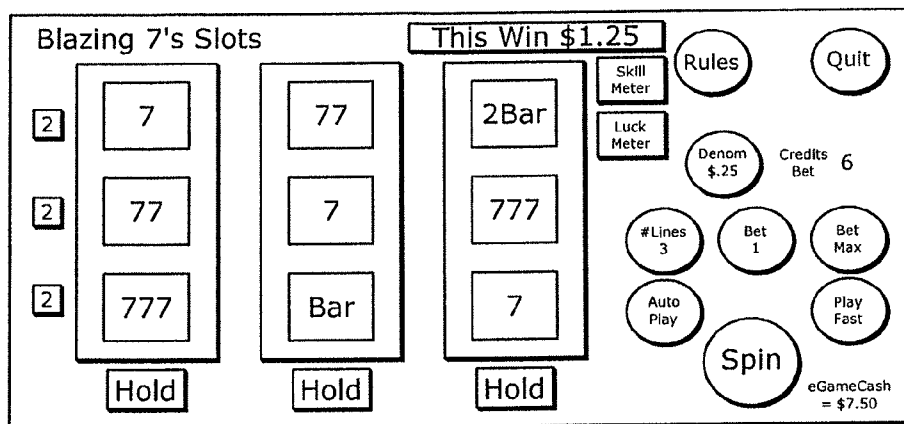 Blazing 7's Slots
This Win $1.25
Skill
Meter
Luck
Meter
Rules
Quit
2
7
77
2Bar
Denom
$.25
Credits
Bet
6
2
77
7
777
#Lines
3
Bet
1
Bet
Max
2
777
Bar
7
Auto
Play
Play
Fast
Spin
Hold
Hold
Hold
eGameCash
= $7.50